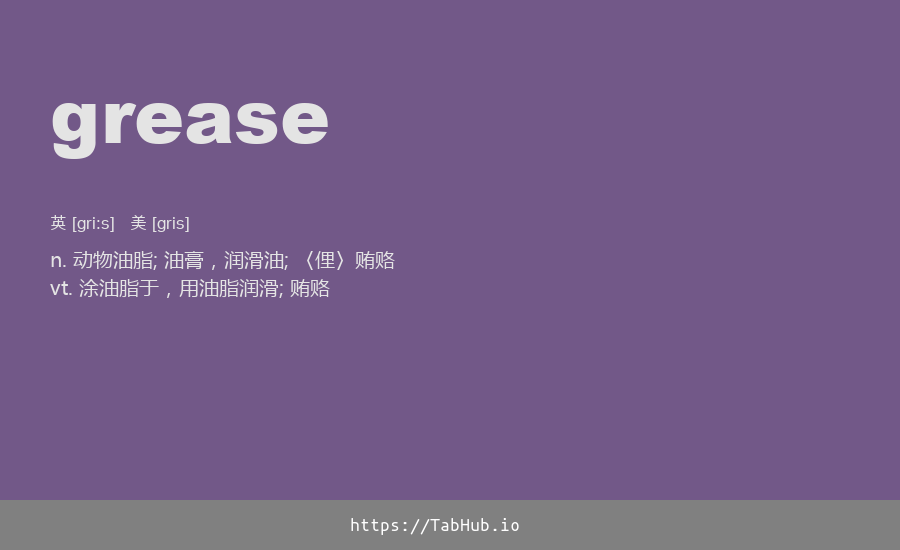 grease
英 [gri:s] 美 [gris]
n. 动物油脂; 油膏，润滑油; 〈俚〉贿赂
vt. 涂油脂于，用油脂润滑; 贿赂
https://TabHub.io